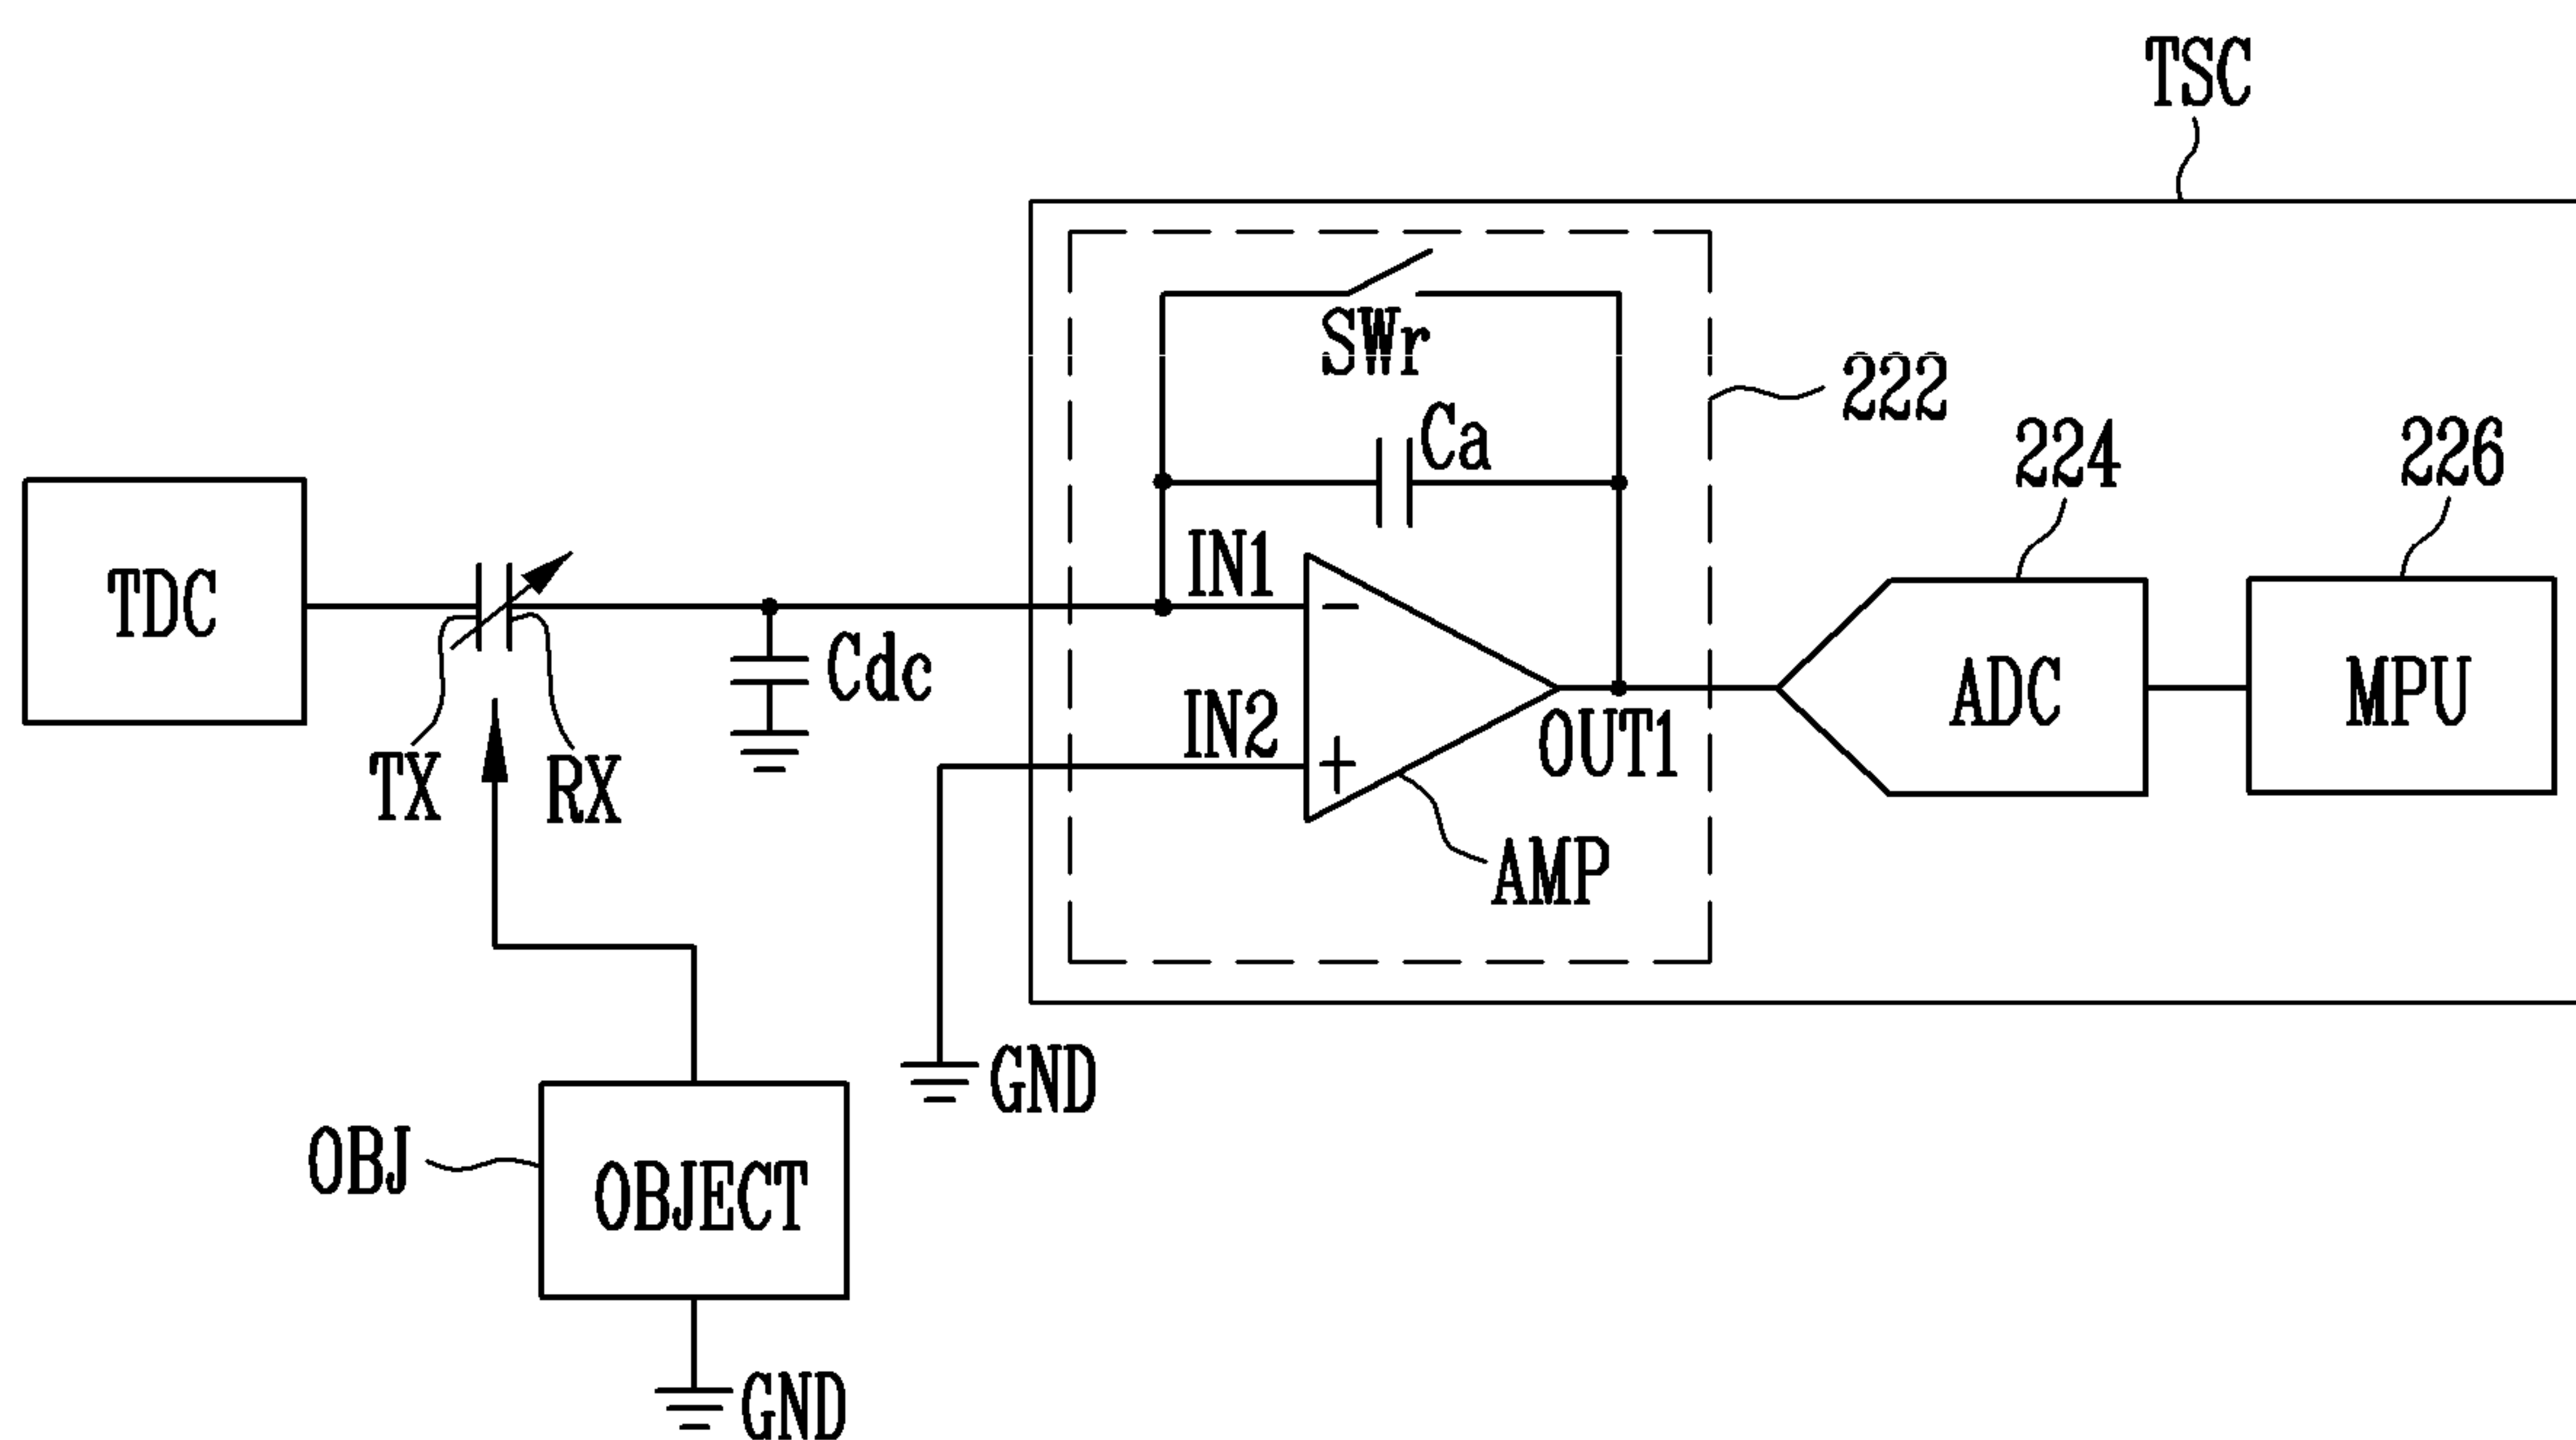 TSC
SWr
222
Ca
224
226
IN1
TDC
Cdc
ADC
MPU
IN2
OUT1
TX
RX
AMP
GND
OBJ
OBJECT
GND